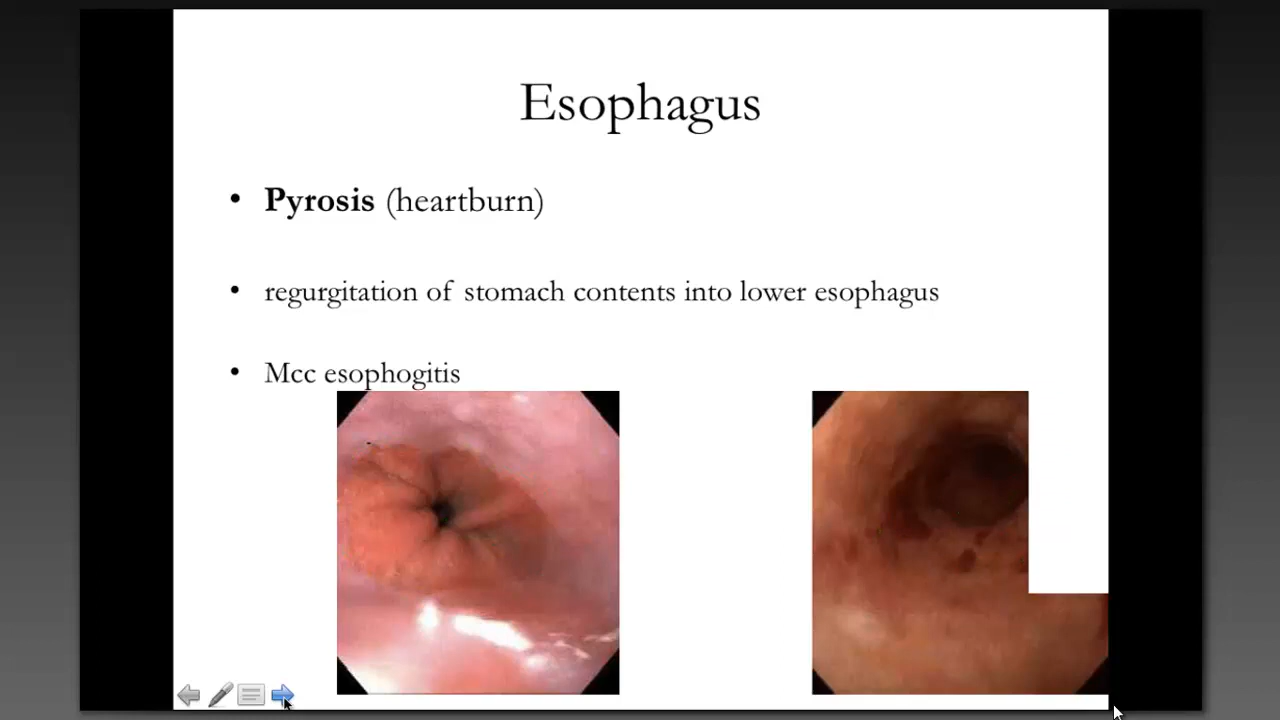 Esophagus
• Pyrosis (heartburn)
• regurgitation of stomach contents into lower esophagus
• Mcc esophogitis